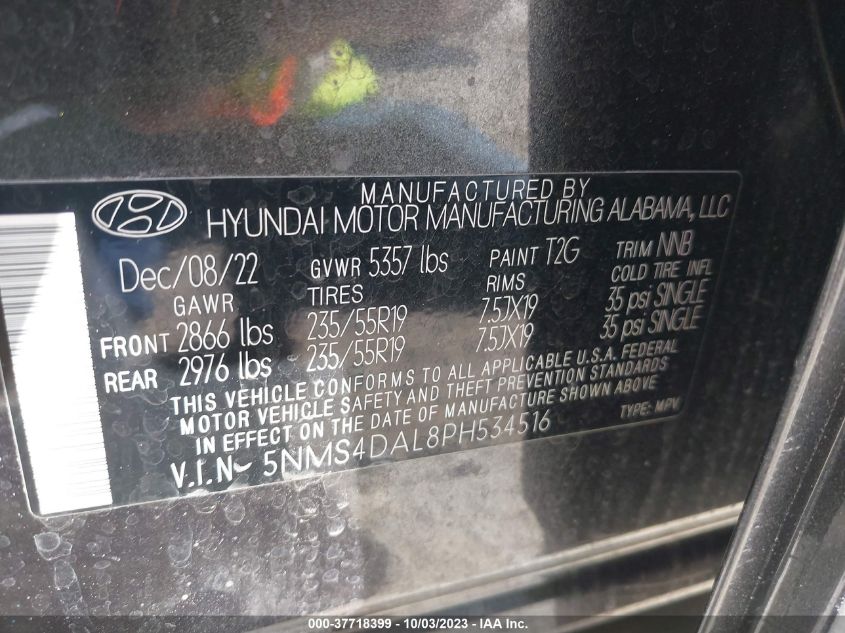 MANUFACTURED BY
HYUNDAI MOTOR MANUFACTURING ALABAMA, LLC
Dec/08/22 GVWR 5357 lbs PAINT T2G TRIM NNB
GAWR TIRES RIMS COLD TIRE INFL
FRONT 2866 lbs 235/55R19 7.5JX19 35 psi SINGLE
REAR 2976 lbs 235/55R19 7.5JX19 35 psi SINGLE
THIS VEHICLE CONFORMS TO ALL APPLICABLE U.S.A. FEDERAL
MOTOR VEHICLE SAFETY AND THEFT PREVENTION STANDARDS
IN EFFECT ON THE DATE OF MANUFACTURE SHOWN ABOVE
V.I.N- 5NMS4DAL8PH534516 TYPE: MPV
000-37718399 - 10/03/2023 - IAA Inc.